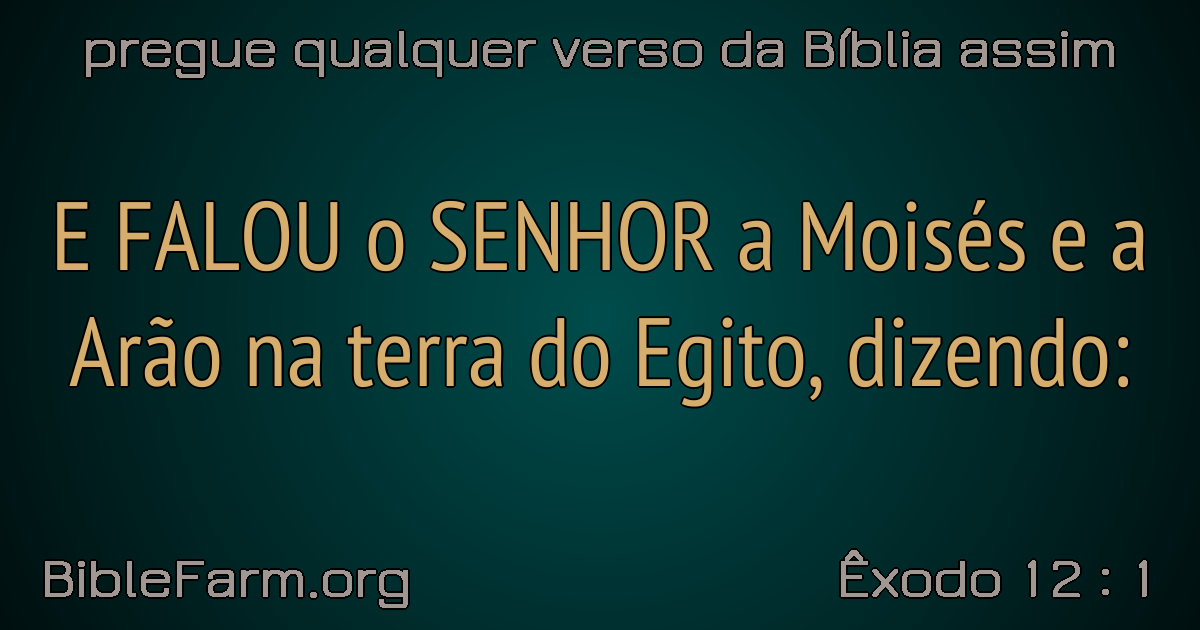 pregue qualquer verso da Bíblia assim
E FALOU o SENHOR a Moisés e a
Arão na terra do Egito, dizendo:
BibleFarm.org
Êxodo 12 : 1